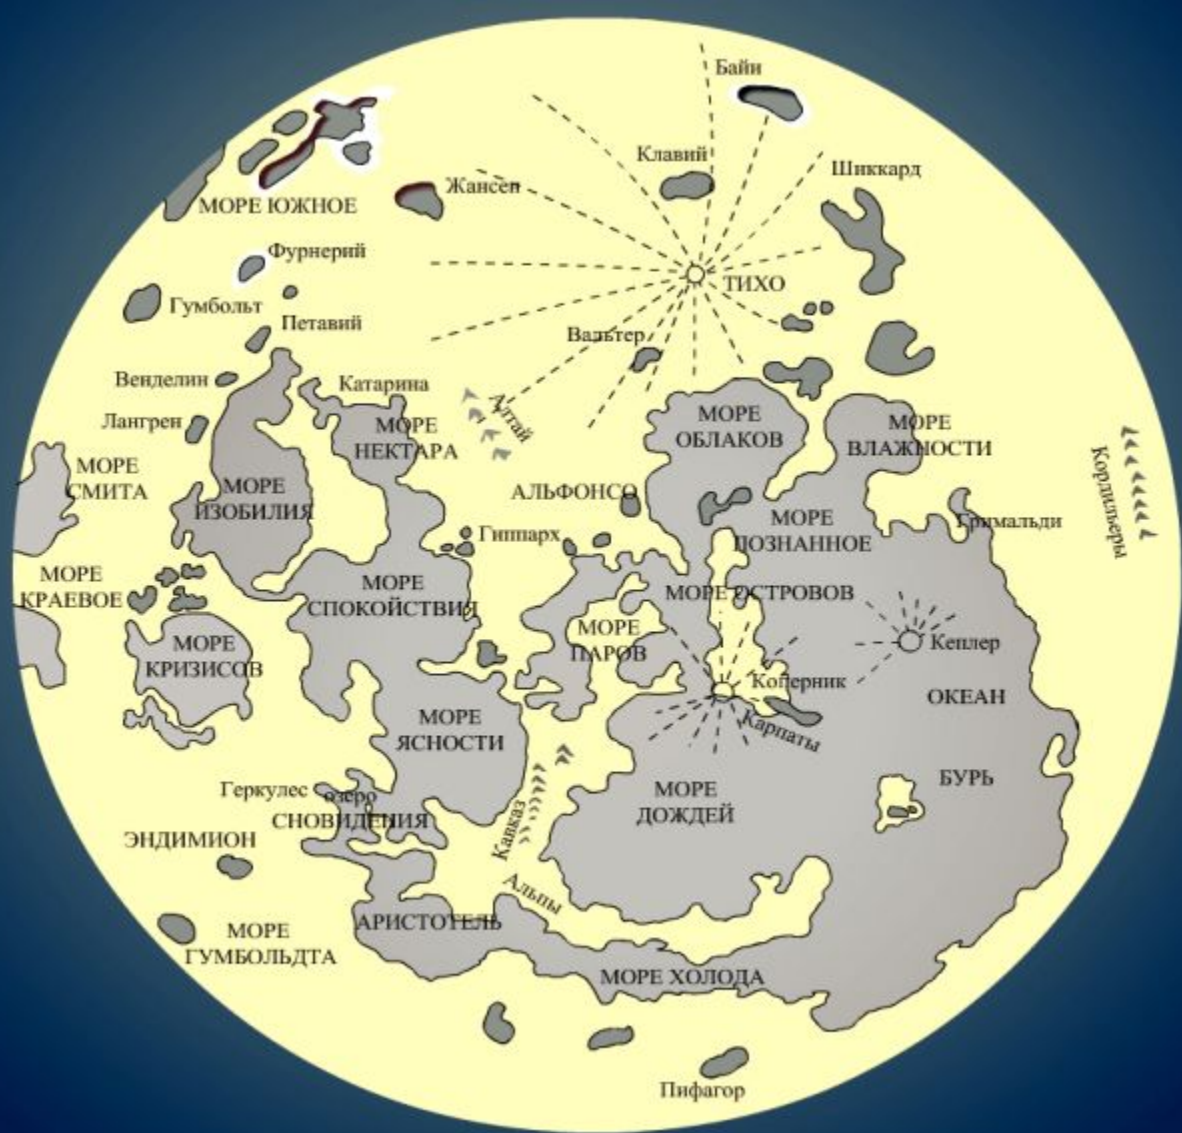 Байи
Клавий
Шиккард
Жансен
МОРЕ ЮЖНОЕ
Фурнерий
ТИХО
Гумбольт
Петавий
Вальтер
Венделин
Катарина
Лангрен
Алтай
МОРЕ
НЕКТАРА
МОРЕ
ОБЛАКОВ
МОРЕ
ВЛАЖНОСТИ
Кордильеры
МОРЕ
СМИТА
МОРЕ
ИЗОБИЛИЯ
АЛЬФОНСО
Гиппарх
МОРЕ
ПОЗНАННОЕ
Гримальди
МОРЕ
КРАЕВОЕ
МОРЕ
СПОКОЙСТВИЯ
МОРЕ ОСТРОВОВ
МОРЕ
КРИЗИСОВ
МОРЕ
ПАРОВ
Кеплер
Коперник
Карпаты
ОКЕАН
БУРЬ
МОРЕ
ЯСНОСТИ
МОРЕ
ДОЖДЕЙ
Геркулес
озеро
СНОВИДЕНИЯ
Кавказ
ЭНДИМИОН
Альпы
АРИСТОТЕЛЬ
МОРЕ
ГУМБОЛЬДТА
МОРЕ ХОЛОДА
Пифагор